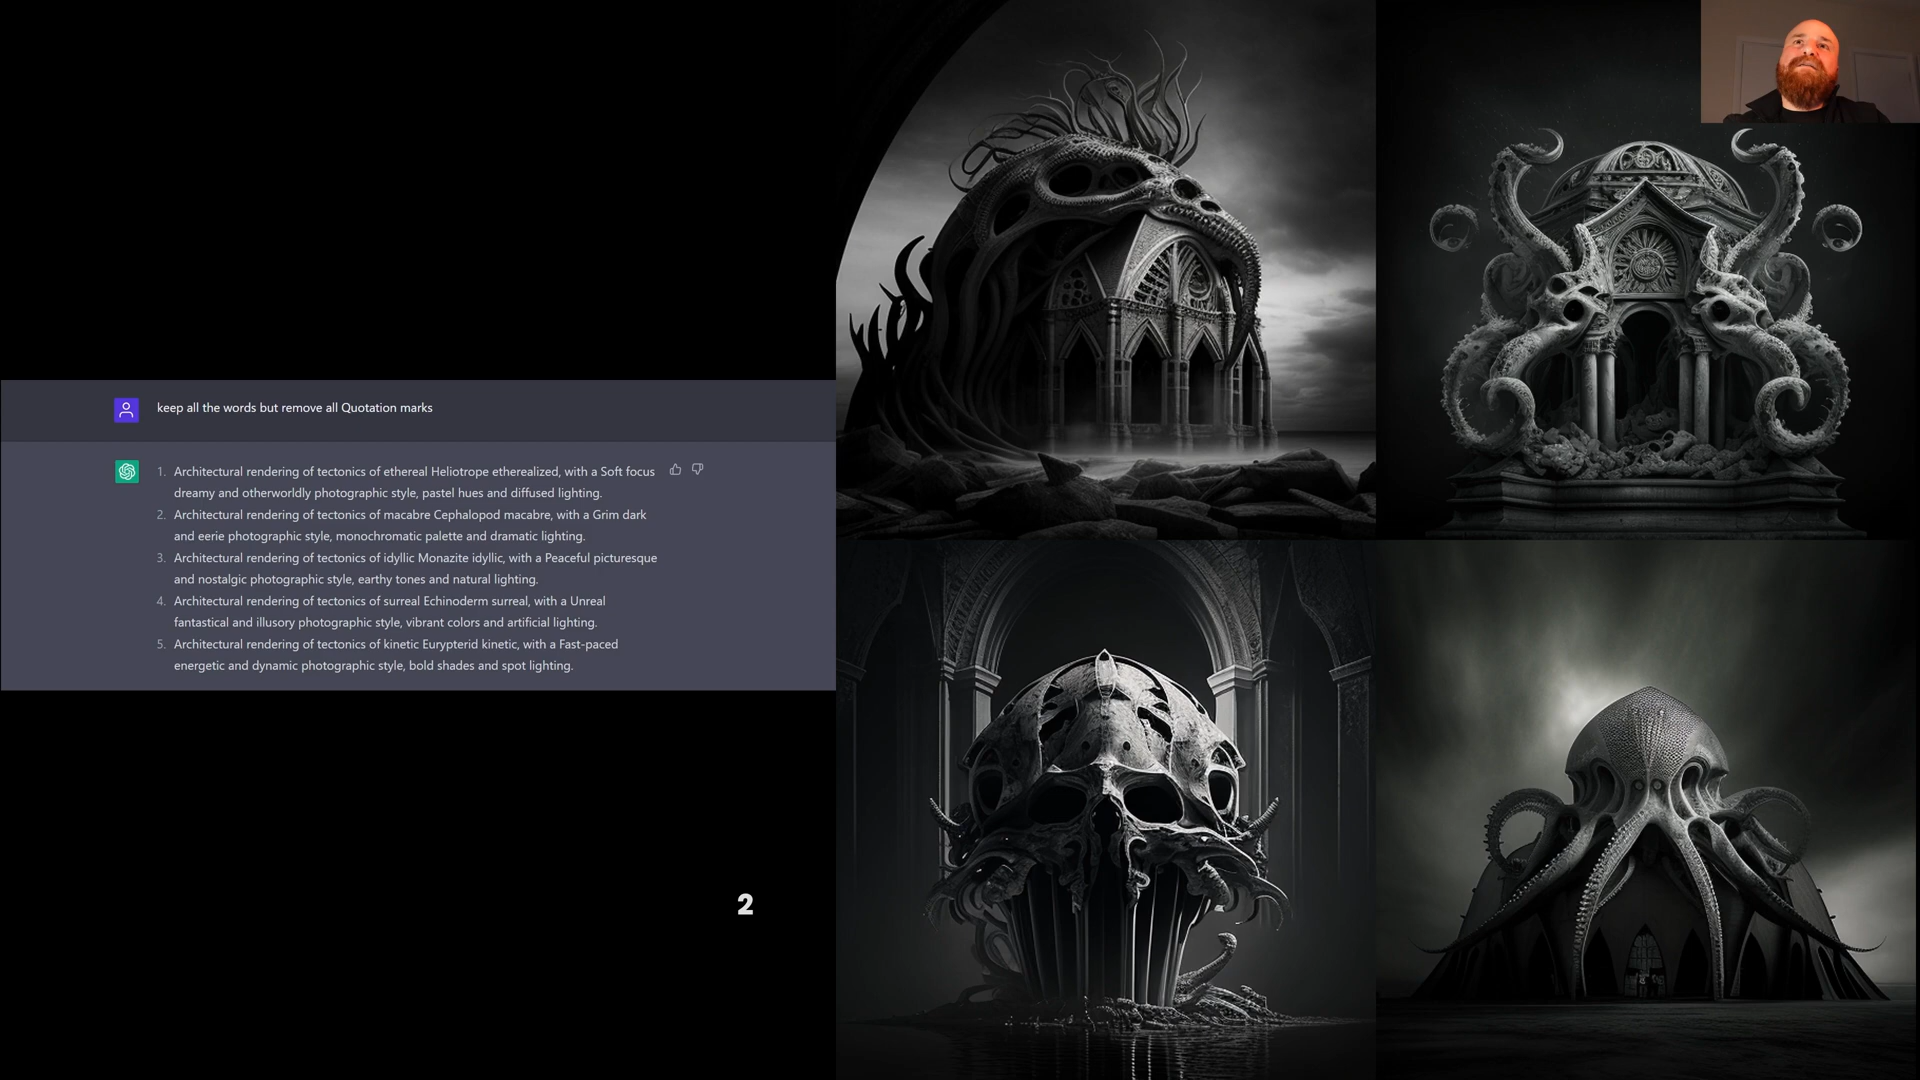 keep all the words but remove all Quotation marks
1. Architectural rendering of tectonics of ethereal Heliotrope etherealized, with a Soft focus
dreamy and otherworldly photographic style, pastel hues and diffused lighting.
2. Architectural rendering of tectonics of macabre Cephalopod macabre, with a Grim dark
and eerie photographic style, monochromatic palette and dramatic lighting.
3. Architectural rendering of tectonics of idyllic Monazite idyllic, with a Peaceful picturesque
and nostalgic photographic style, earthy tones and natural lighting.
4. Architectural rendering of tectonics of surreal Echinoderm surreal, with a Unreal
fantastical and illusory photographic style, vibrant colors and artificial lighting.
5. Architectural rendering of tectonics of kinetic Eurypterid kinetic, with a Fast-paced
energetic and dynamic photographic style, bold shades and spot lighting.
2